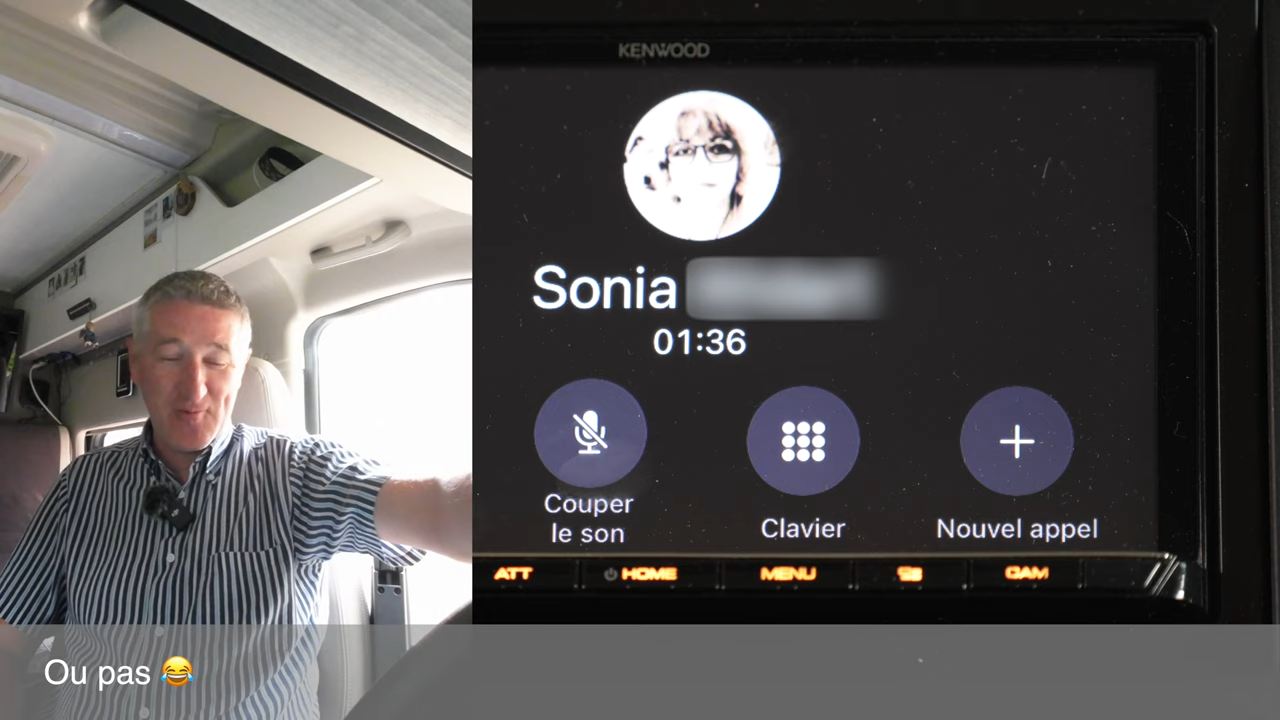 KENWOOD
Sonia
01:36
Couper
le son
Clavier
Nouvel appel
ATT
HOME
MENU
CAM
Ou pas 😂